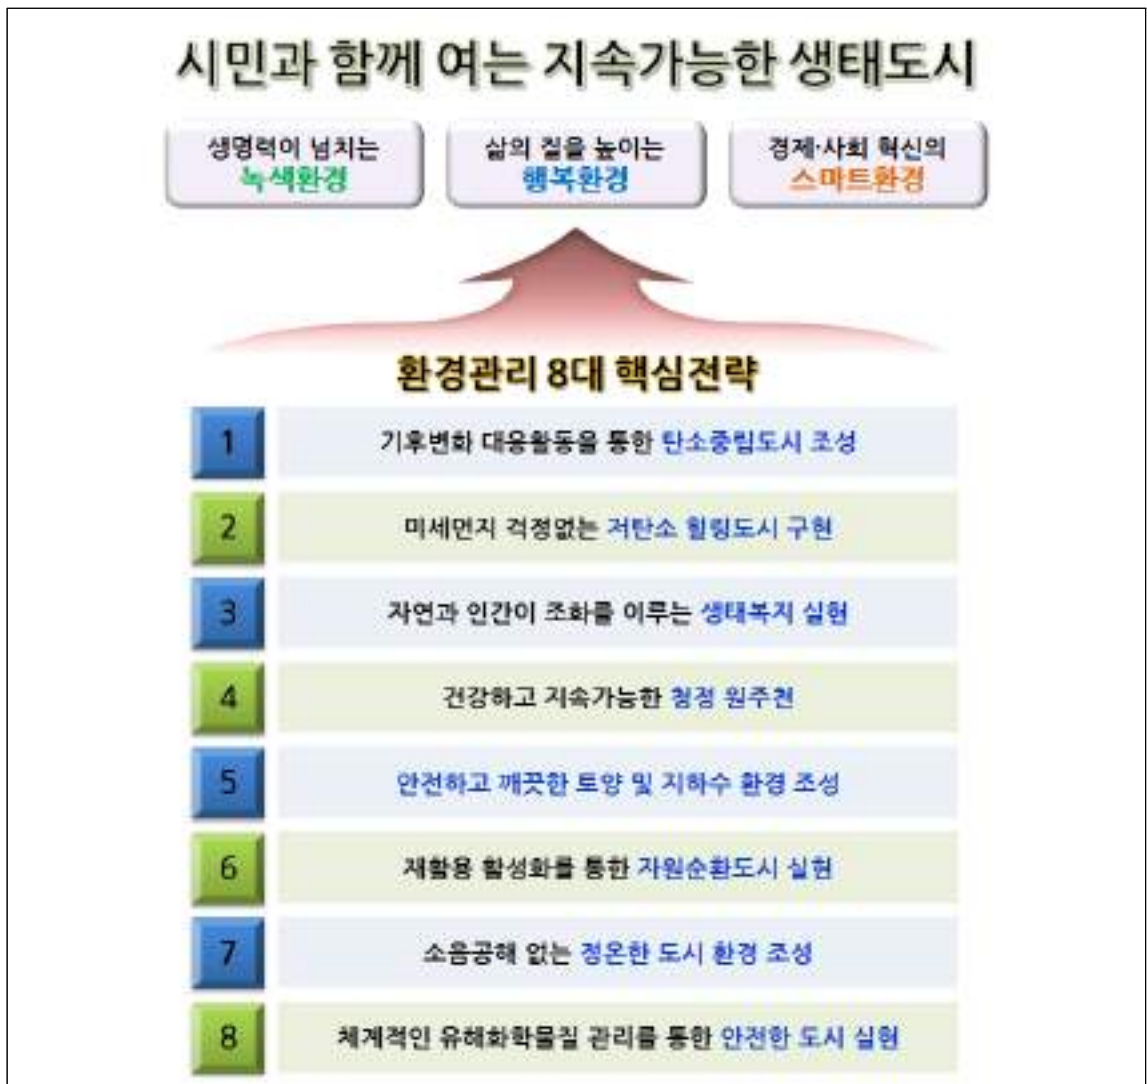 시민과 함께 여는 지속가능한 생태도시
생명력이 넘치는
녹색환경
삶의 질을 높이는
행복환경
경제·사회 혁신의
스마트환경
환경관리 8대 핵심전략
1
기후변화 대응활동을 통한 탄소중립도시 조성
2
미세먼지 걱정없는 저탄소 힐링도시 구현
3
자연과 인간이 조화를 이루는 생태복지 실현
4
건강하고 지속가능한 청정 원주천
5
안전하고 깨끗한 토양 및 지하수 환경 조성
6
재활용 활성화를 통한 자원순환도시 실현
7
소음공해 없는 정온한 도시 환경 조성
8
체계적인 유해화학물질 관리를 통한 안전한 도시 실현